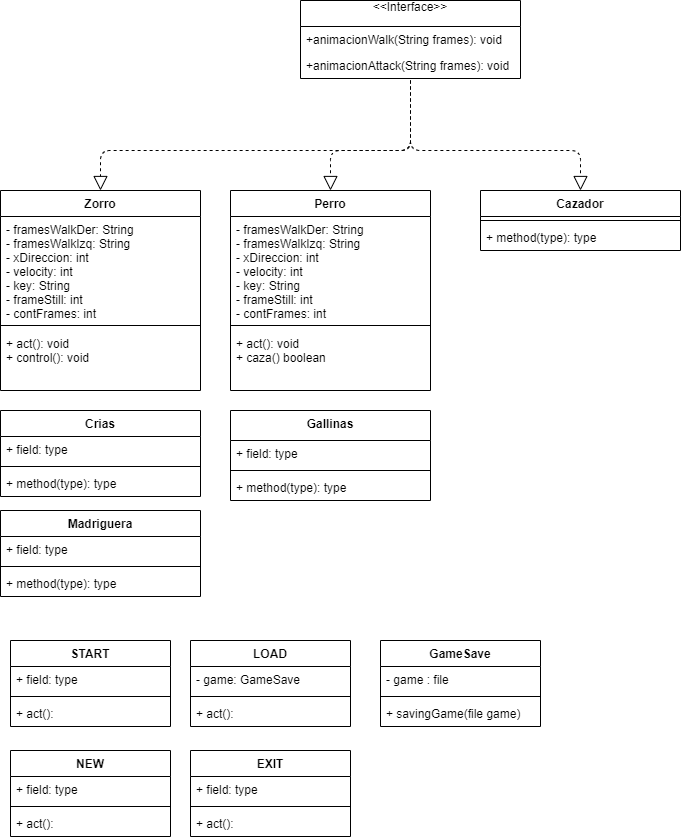 <<Interface>>
+animacionWalk(String frames): void
+animacionAttack(String frames): void
Zorro
- framesWalkDer: String
- framesWalkIzq: String
- xDireccion: int
- velocity: int
- key: String
- frameStill: int
- contFrames: int
+ act(): void
+ control(): void
Perro
- framesWalkDer: String
- framesWalkIzq: String
- xDireccion: int
- velocity: int
- key: String
- frameStill: int
- contFrames: int
+ act(): void
+ caza() boolean
Cazador
+ method(type): type
Crias
+ field: type
+ method(type): type
Gallinas
+ field: type
+ method(type): type
Madriguera
+ field: type
+ method(type): type
START
+ field: type
+ act():
LOAD
- game: GameSave
+ act():
GameSave
- game : file
+ savingGame(file game)
NEW
+ field: type
+ act():
EXIT
+ field: type
+ act():